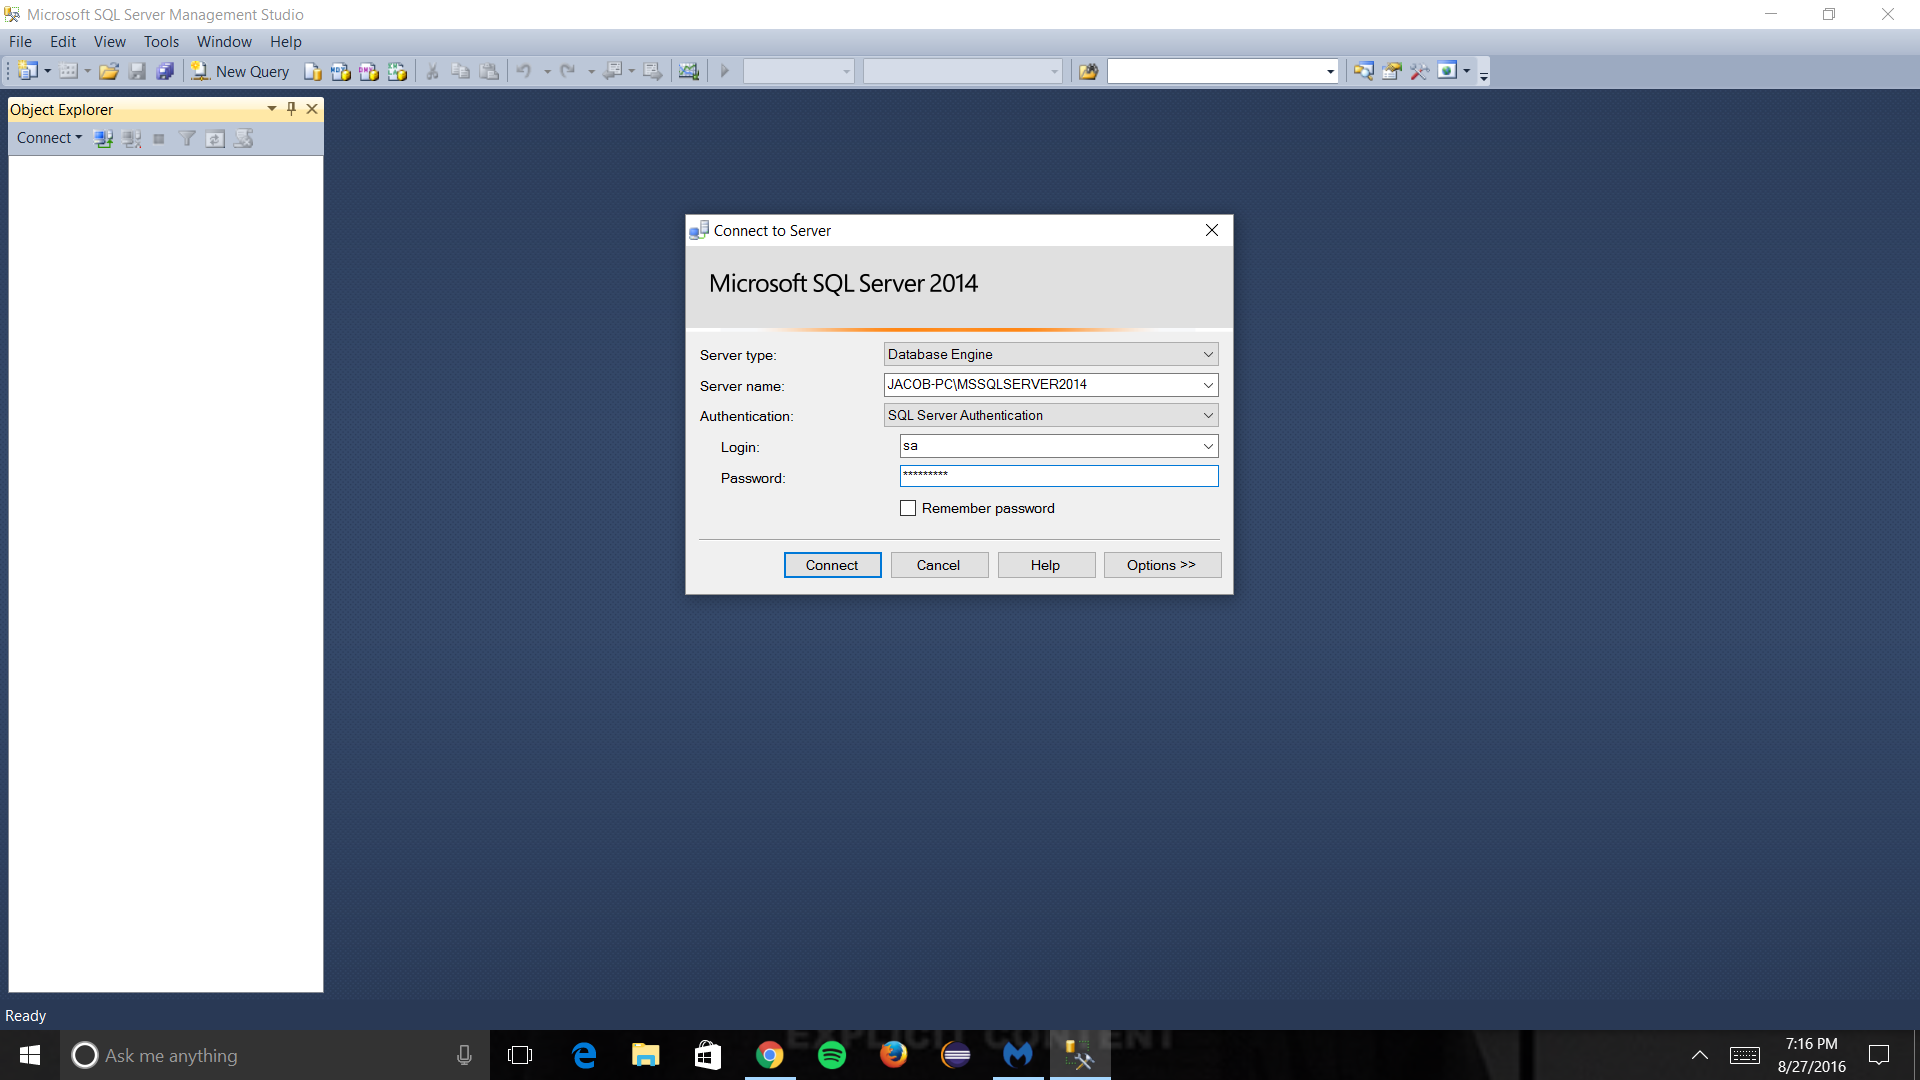 Microsoft SQL Server Management Studio
File Edit View Tools Window Help
New Query
Object Explorer
Connect
Connect to Server
Microsoft SQL Server 2014
Server type: Database Engine
Server name: JACOB-PC\MSSQLSERVER2014
Authentication: SQL Server Authentication
Login: sa
Password: *********
Remember password
Connect Cancel Help Options >>
Ready
EXPLICIT CONTENT
Ask me anything
7:16 PM
8/27/2016